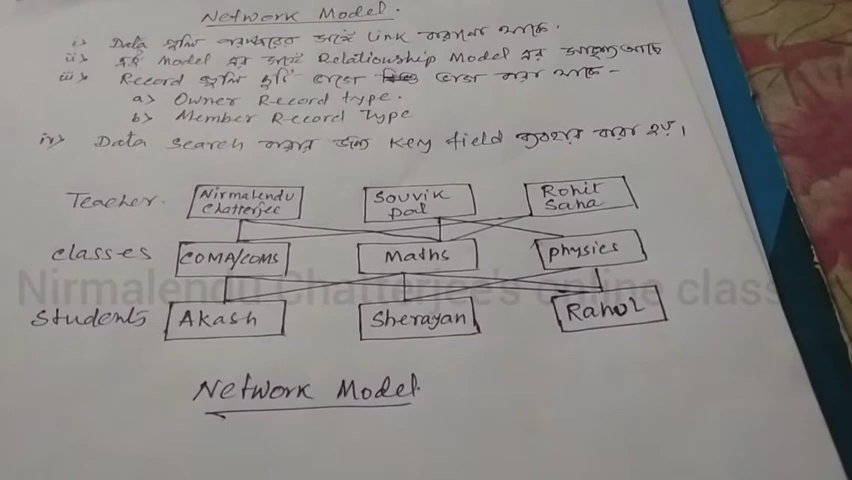 Network Model.
i) Data গুলি পরস্পরের সঙ্গে Link করানো থাকে.
ii) এই Model এর সঙ্গে Relationship Model এর আছে
iii) Record গুলি দুটি ভাগে ভাগ করা থাকে -
a) Owner Record type.
b) Member Record Type
iv) Data search করার জন্য Key field ব্যবহার করা হয়।
Teacher. Nirmalendu Chatterjee Souvik Pal Rohit Saha
classes COMA/COMS Maths physics
Nirmalendu Chatterjee's online class
Students Akash Sherayan Rahul
Network Model.